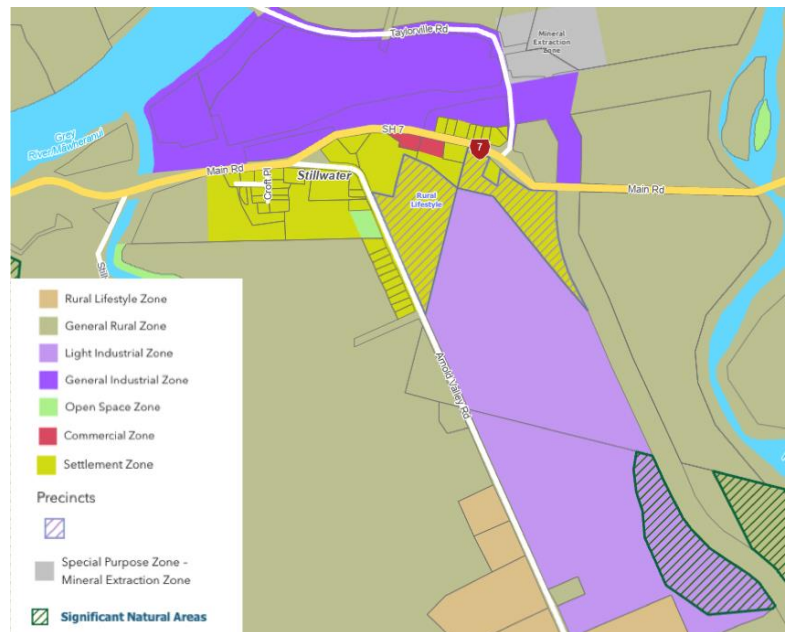 Taylorville Rd
Mineral
Extraction
Zone
Grey
River/Māwheranui
SH 7
7
Main Rd
Main Rd
Croft Pl
Stillwater
Rural
Lifestyle
Arnold Valley Rd
Rural Lifestyle Zone
General Rural Zone
Light Industrial Zone
General Industrial Zone
Open Space Zone
Commercial Zone
Settlement Zone
Precincts
Special Purpose Zone -
Mineral Extraction Zone
Significant Natural Areas